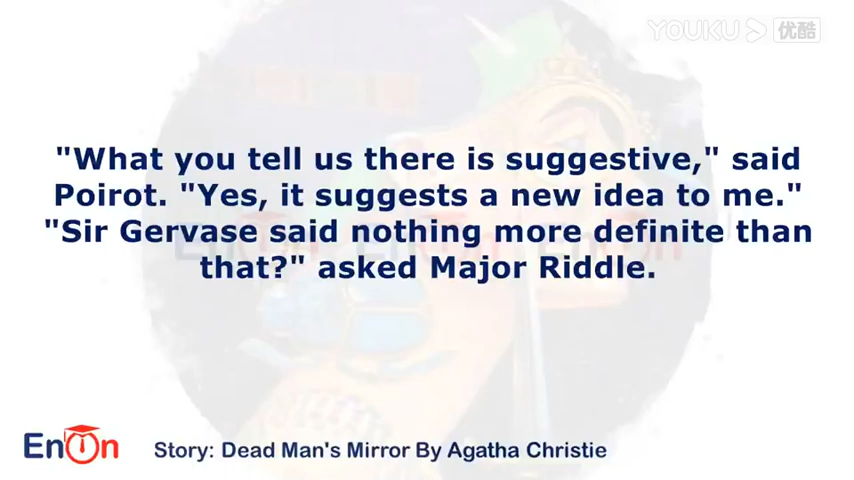 YOUKU 优酷
"What you tell us there is suggestive," said
Poirot. "Yes, it suggests a new idea to me."
"Sir Gervase said nothing more definite than
that?" asked Major Riddle.
EnOn
Story: Dead Man's Mirror By Agatha Christie